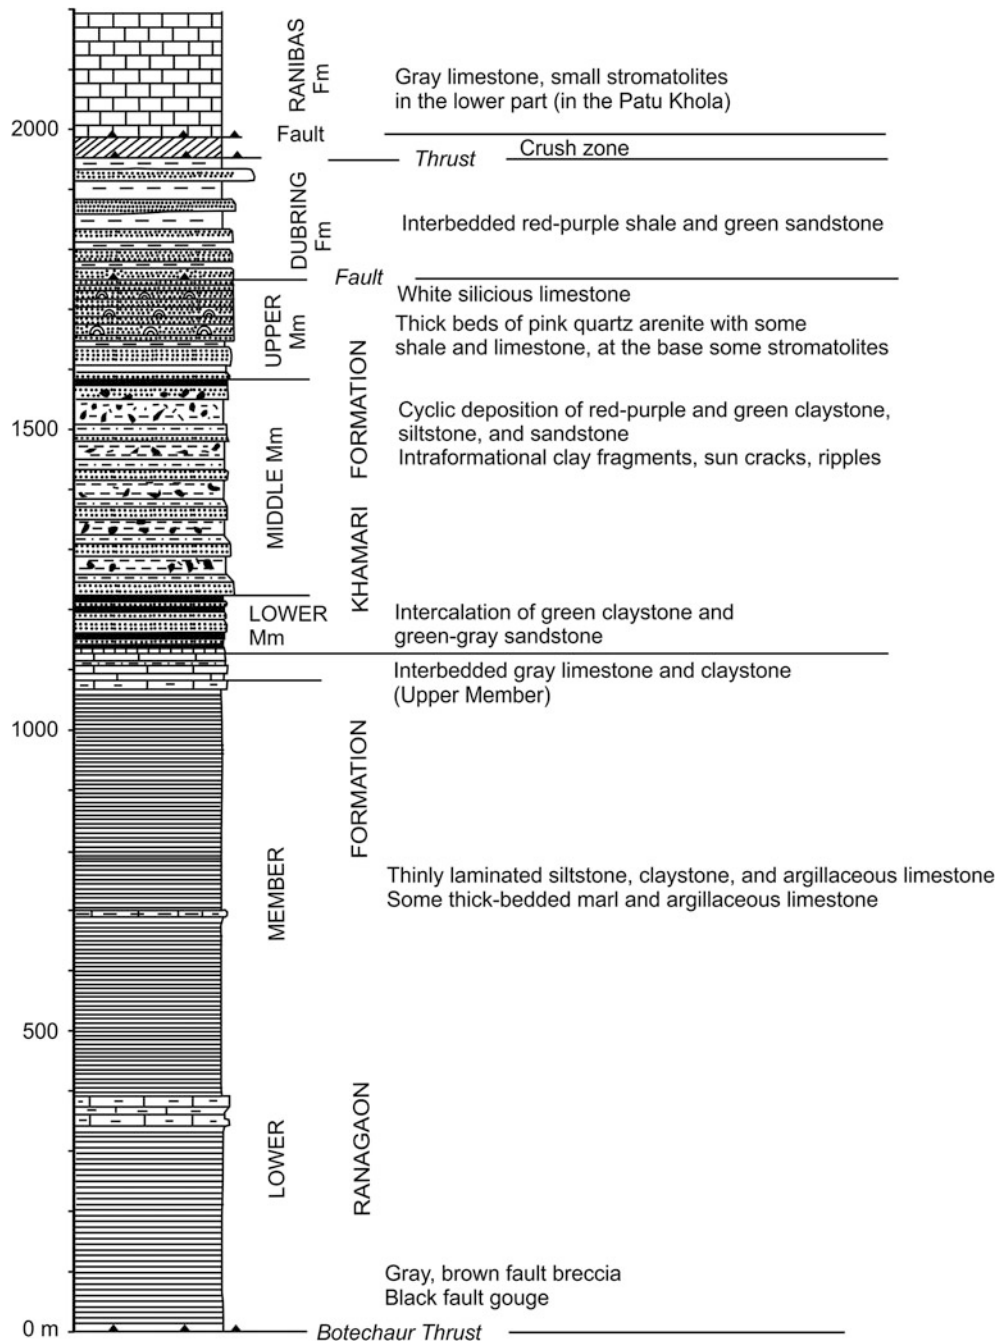 RANIBAS
Fm
Gray limestone, small stromatolites
in the lower part (in the Patu Khola)
2000
Fault
Thrust
Crush zone
DUBRING
Fm
Interbedded red-purple shale and green sandstone
Fault
UPPER
Mm
White silicious limestone
Thick beds of pink quartz arenite with some
shale and limestone, at the base some stromatolites
KHAMARI FORMATION
1500
MIDDLE Mm
Cyclic deposition of red-purple and green claystone,
siltstone, and sandstone
Intraformational clay fragments, sun cracks, ripples
LOWER
Mm
Intercalation of green claystone and
green-gray sandstone
Interbedded gray limestone and claystone
(Upper Member)
1000
RANAGAON FORMATION
LOWER MEMBER
Thinly laminated siltstone, claystone, and argillaceous limestone
Some thick-bedded marl and argillaceous limestone
500
Gray, brown fault breccia
Black fault gouge
0 m
Botechaur Thrust